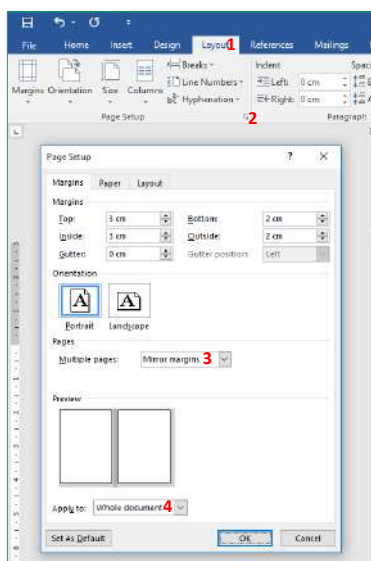 File Home Insert Design Layout 1 References Mailings
Breaks Indent Spac
Line Numbers Left: 0 cm
Margins Orientation Size Columns Hyphenation Right: 0 cm
Page Setup 2 Paragraph
Page Setup ? ×
Margins Paper Layout
Margins
Top: 3 cm Bottom: 2 cm
Inside: 3 cm Outside: 2 cm
Gutter: 0 cm Gutter position: Left
Orientation
A A
Portrait Landscape
Pages
Multiple pages: Mirror margins 3
Preview
Apply to: Whole document 4
Set As Default OK Cancel